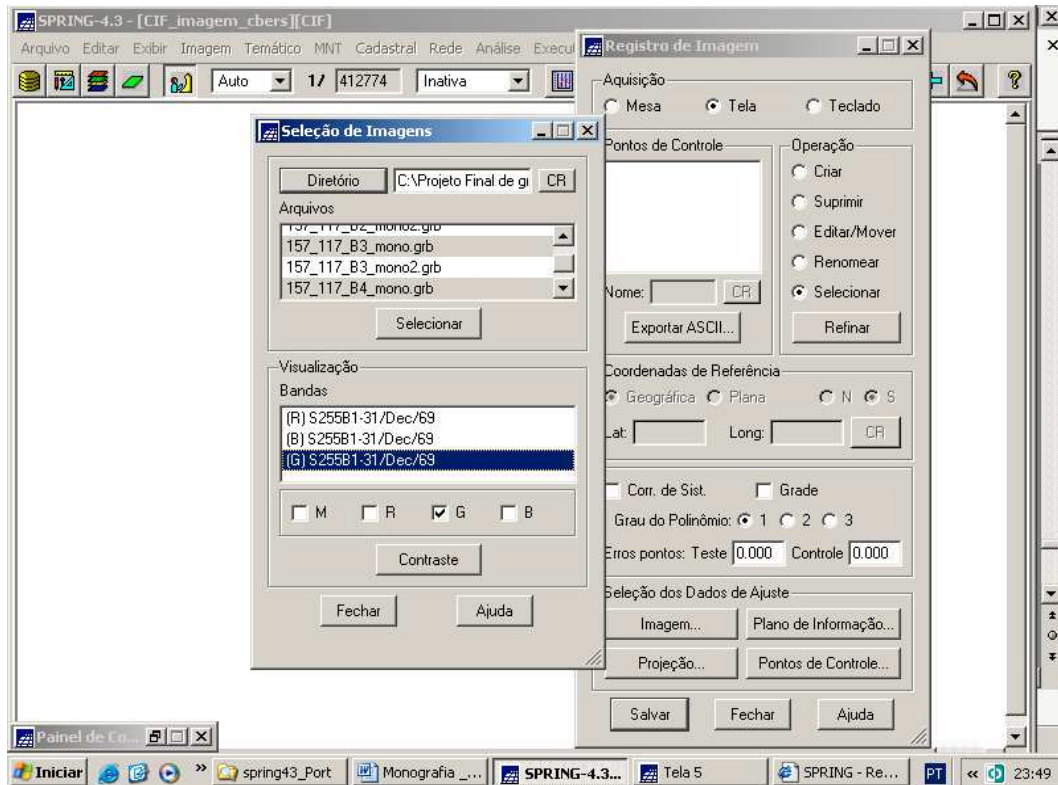 SPRING-4.3 - [CIF_imagem_cbers][CIF]
Arquivo Editar Exibir Imagem Temático MNT Cadastral Rede Análise Execul
Auto 1/ 412774 Inativa
Seleção de Imagens
Diretório C:\Projeto Final de gi CR
Arquivos
157_117_B2_mono2.grb
157_117_B3_mono.grb
157_117_B3_mono2.grb
157_117_B4_mono.grb
Selecionar
Visualização
Bandas
(R) S255B1-31/Dec/69
(B) S255B1-31/Dec/69
(G) S255B1-31/Dec/69
M R G B
Contraste
Fechar Ajuda
Registro de Imagem
Aquisição
Mesa Tela Teclado
Pontos de Controle
Nome: CR
Exportar ASCII...
Operação
Criar
Suprimir
Editar/Mover
Renomear
Selecionar
Refinar
Coordenadas de Referência
Geográfica Plana N S
Lat: Long: CR
Corr. de Sist. Grade
Grau do Polinômio: 1 2 3
Erros pontos: Teste 0.000 Controle 0.000
Seleção dos Dados de Ajuste
Imagem... Plano de Informação...
Projeção... Pontos de Controle...
Salvar Fechar Ajuda
Painel de Co...
Iniciar » spring43_Port Monografia _... SPRING-4.3... Tela 5 SPRING - Re... PT « 23:49